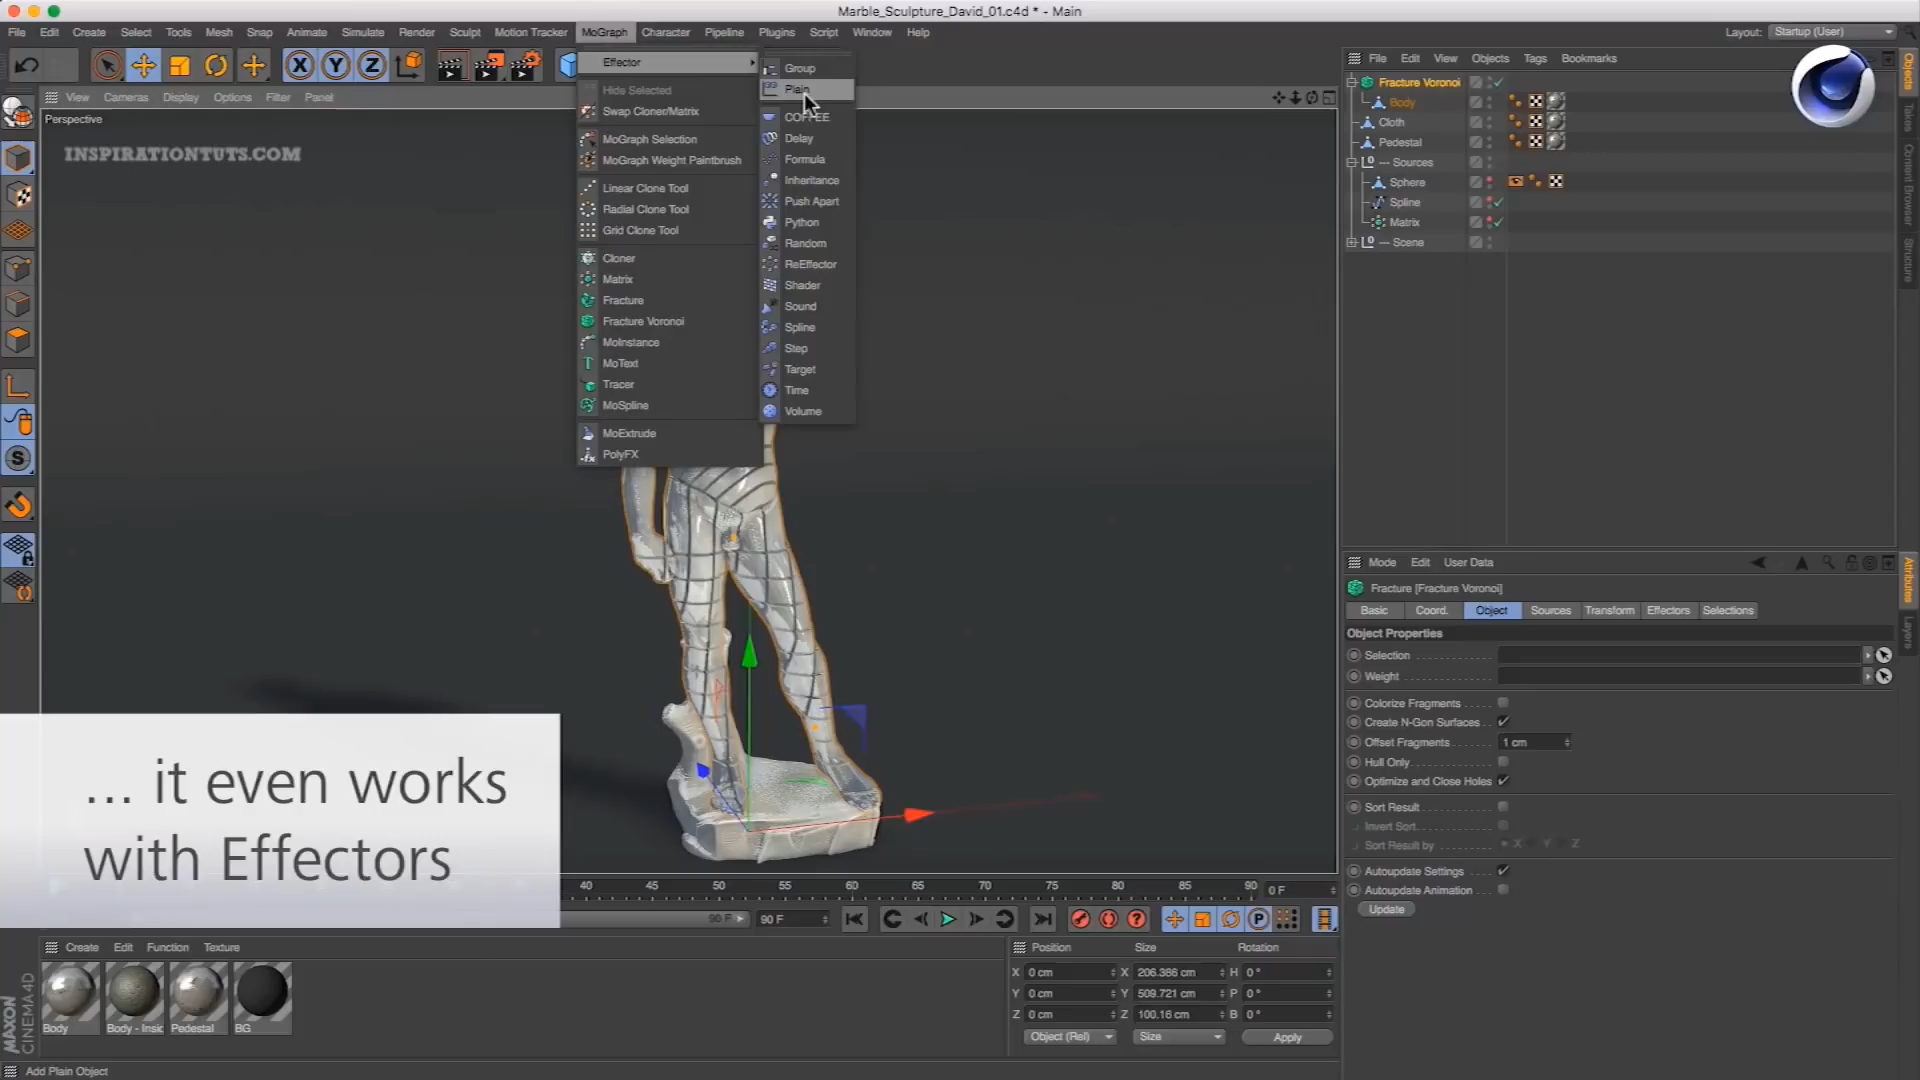 Marble_Sculpture_David_01.c4d * - Main
File Edit Create Select Tools Mesh Snap Animate Simulate Render Sculpt Motion Tracker MoGraph Character Pipeline Plugins Script Window Help
Layout: Startup (User)
X Y Z
View Cameras Display Options Filter Panel
Perspective
INSPIRATIONTUTS.COM
Effector
Hide Selected
Swap Cloner/Matrix
MoGraph Selection
MoGraph Weight Paintbrush
Linear Clone Tool
Radial Clone Tool
Grid Clone Tool
Cloner
Matrix
Fracture
Fracture Voronoi
MoInstance
MoText
Tracer
MoSpline
MoExtrude
PolyFX
Group
Plain
COFFEE
Delay
Formula
Inheritance
Push Apart
Python
Random
ReEffector
Shader
Sound
Spline
Step
Target
Time
Volume
File Edit View Objects Tags Bookmarks
Fracture Voronoi
Body
Cloth
Pedestal
Sources
Sphere
Spline
Matrix
Scene
Objects
Takes
Content Browser
Structure
Mode Edit User Data
Fracture [Fracture Voronoi]
Basic Coord. Object Sources Transform Effectors Selections
Object Properties
Selection
Weight
Colorize Fragments
Create N-Gon Surfaces
Offset Fragments 1 cm
Hull Only
Optimize and Close Holes
Sort Result
Invert Sort
Sort Result by X Y Z
Autoupdate Settings
Autoupdate Animation
Update
Attributes
Layers
... it even works
with Effectors
40 45 50 55 60 65 70 75 80 85 90 0 F
90 F 90 F
Create Edit Function Texture
Body Body - Insi Pedestal BG
Position Size Rotation
X 0 cm X 206.386 cm H 0 °
Y 0 cm Y 509.721 cm P 0 °
Z 0 cm Z 100.16 cm B 0 °
Object (Rel) Size Apply
MAXON
CINEMA4D
Add Plain Object